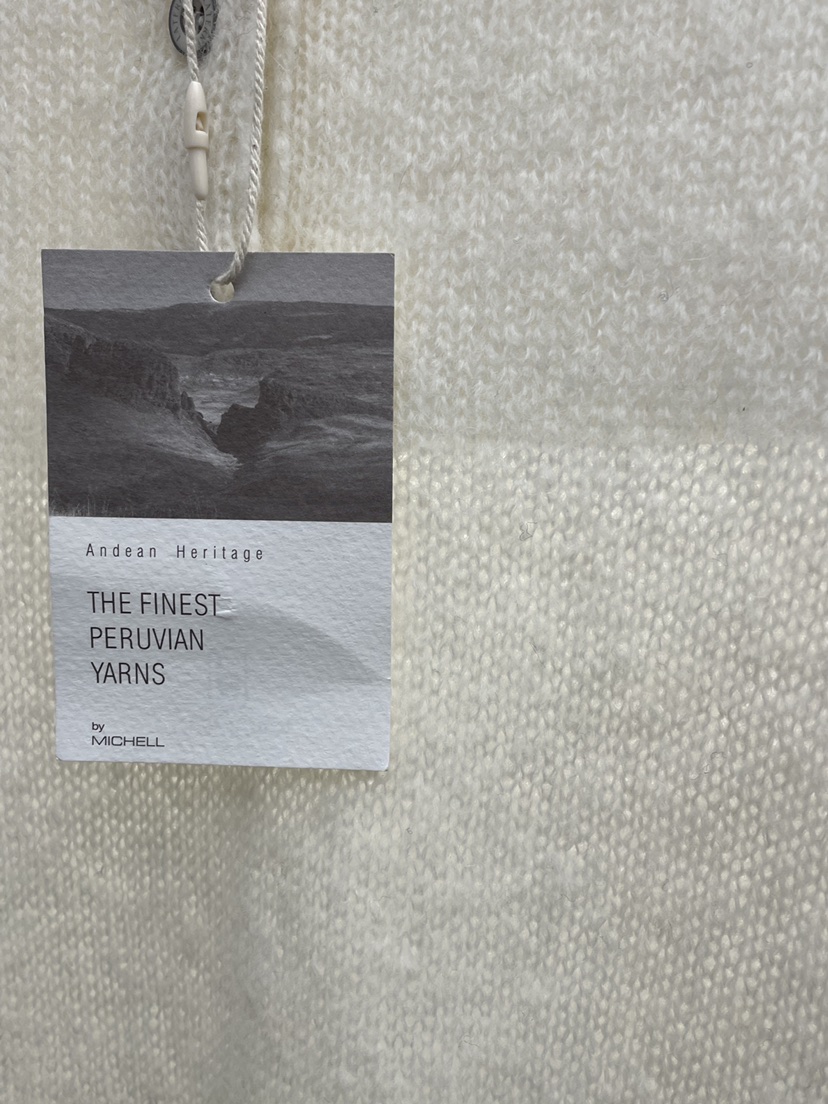 Andean Heritage
THE FINEST
PERUVIAN
YARNS
by
MICHELL